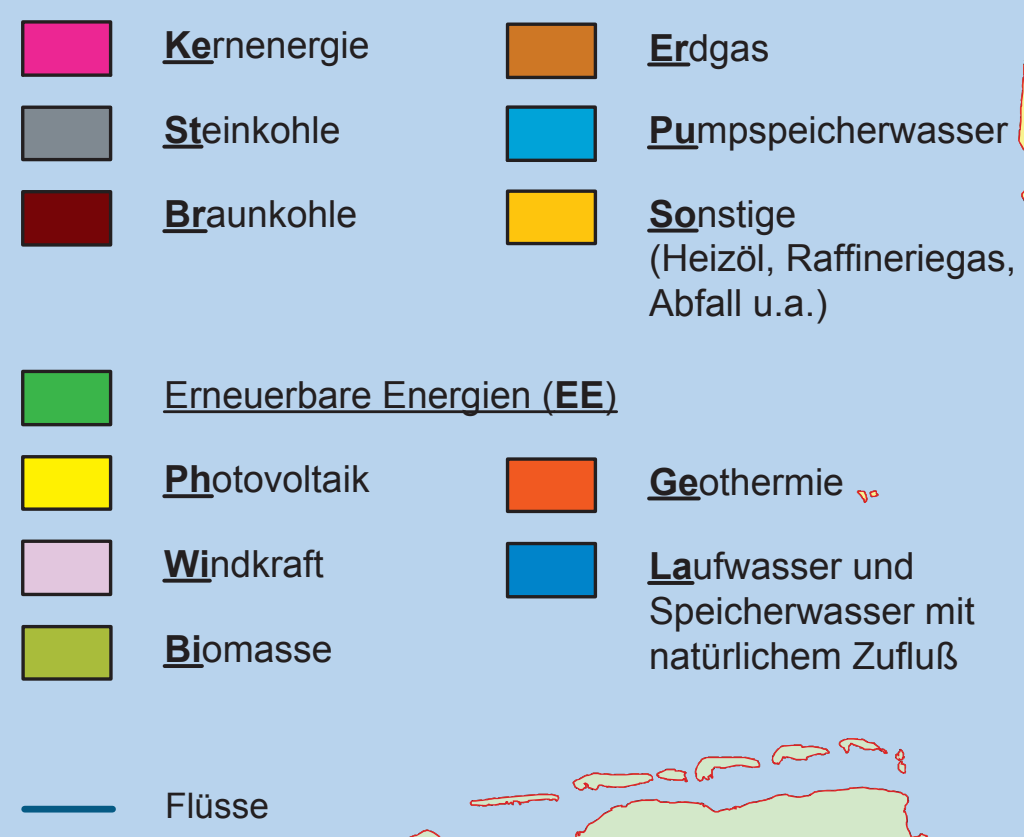 Kernenergie
Erdgas
Steinkohle
Pumpspeicherwasser
Braunkohle
Sonstige
(Heizöl, Raffineriegas,
Abfall u.a.)
Erneuerbare Energien (EE)
Photovoltaik
Geothermie
Windkraft
Laufwasser und
Speicherwasser mit
natürlichem Zufluß
Biomasse
Flüsse